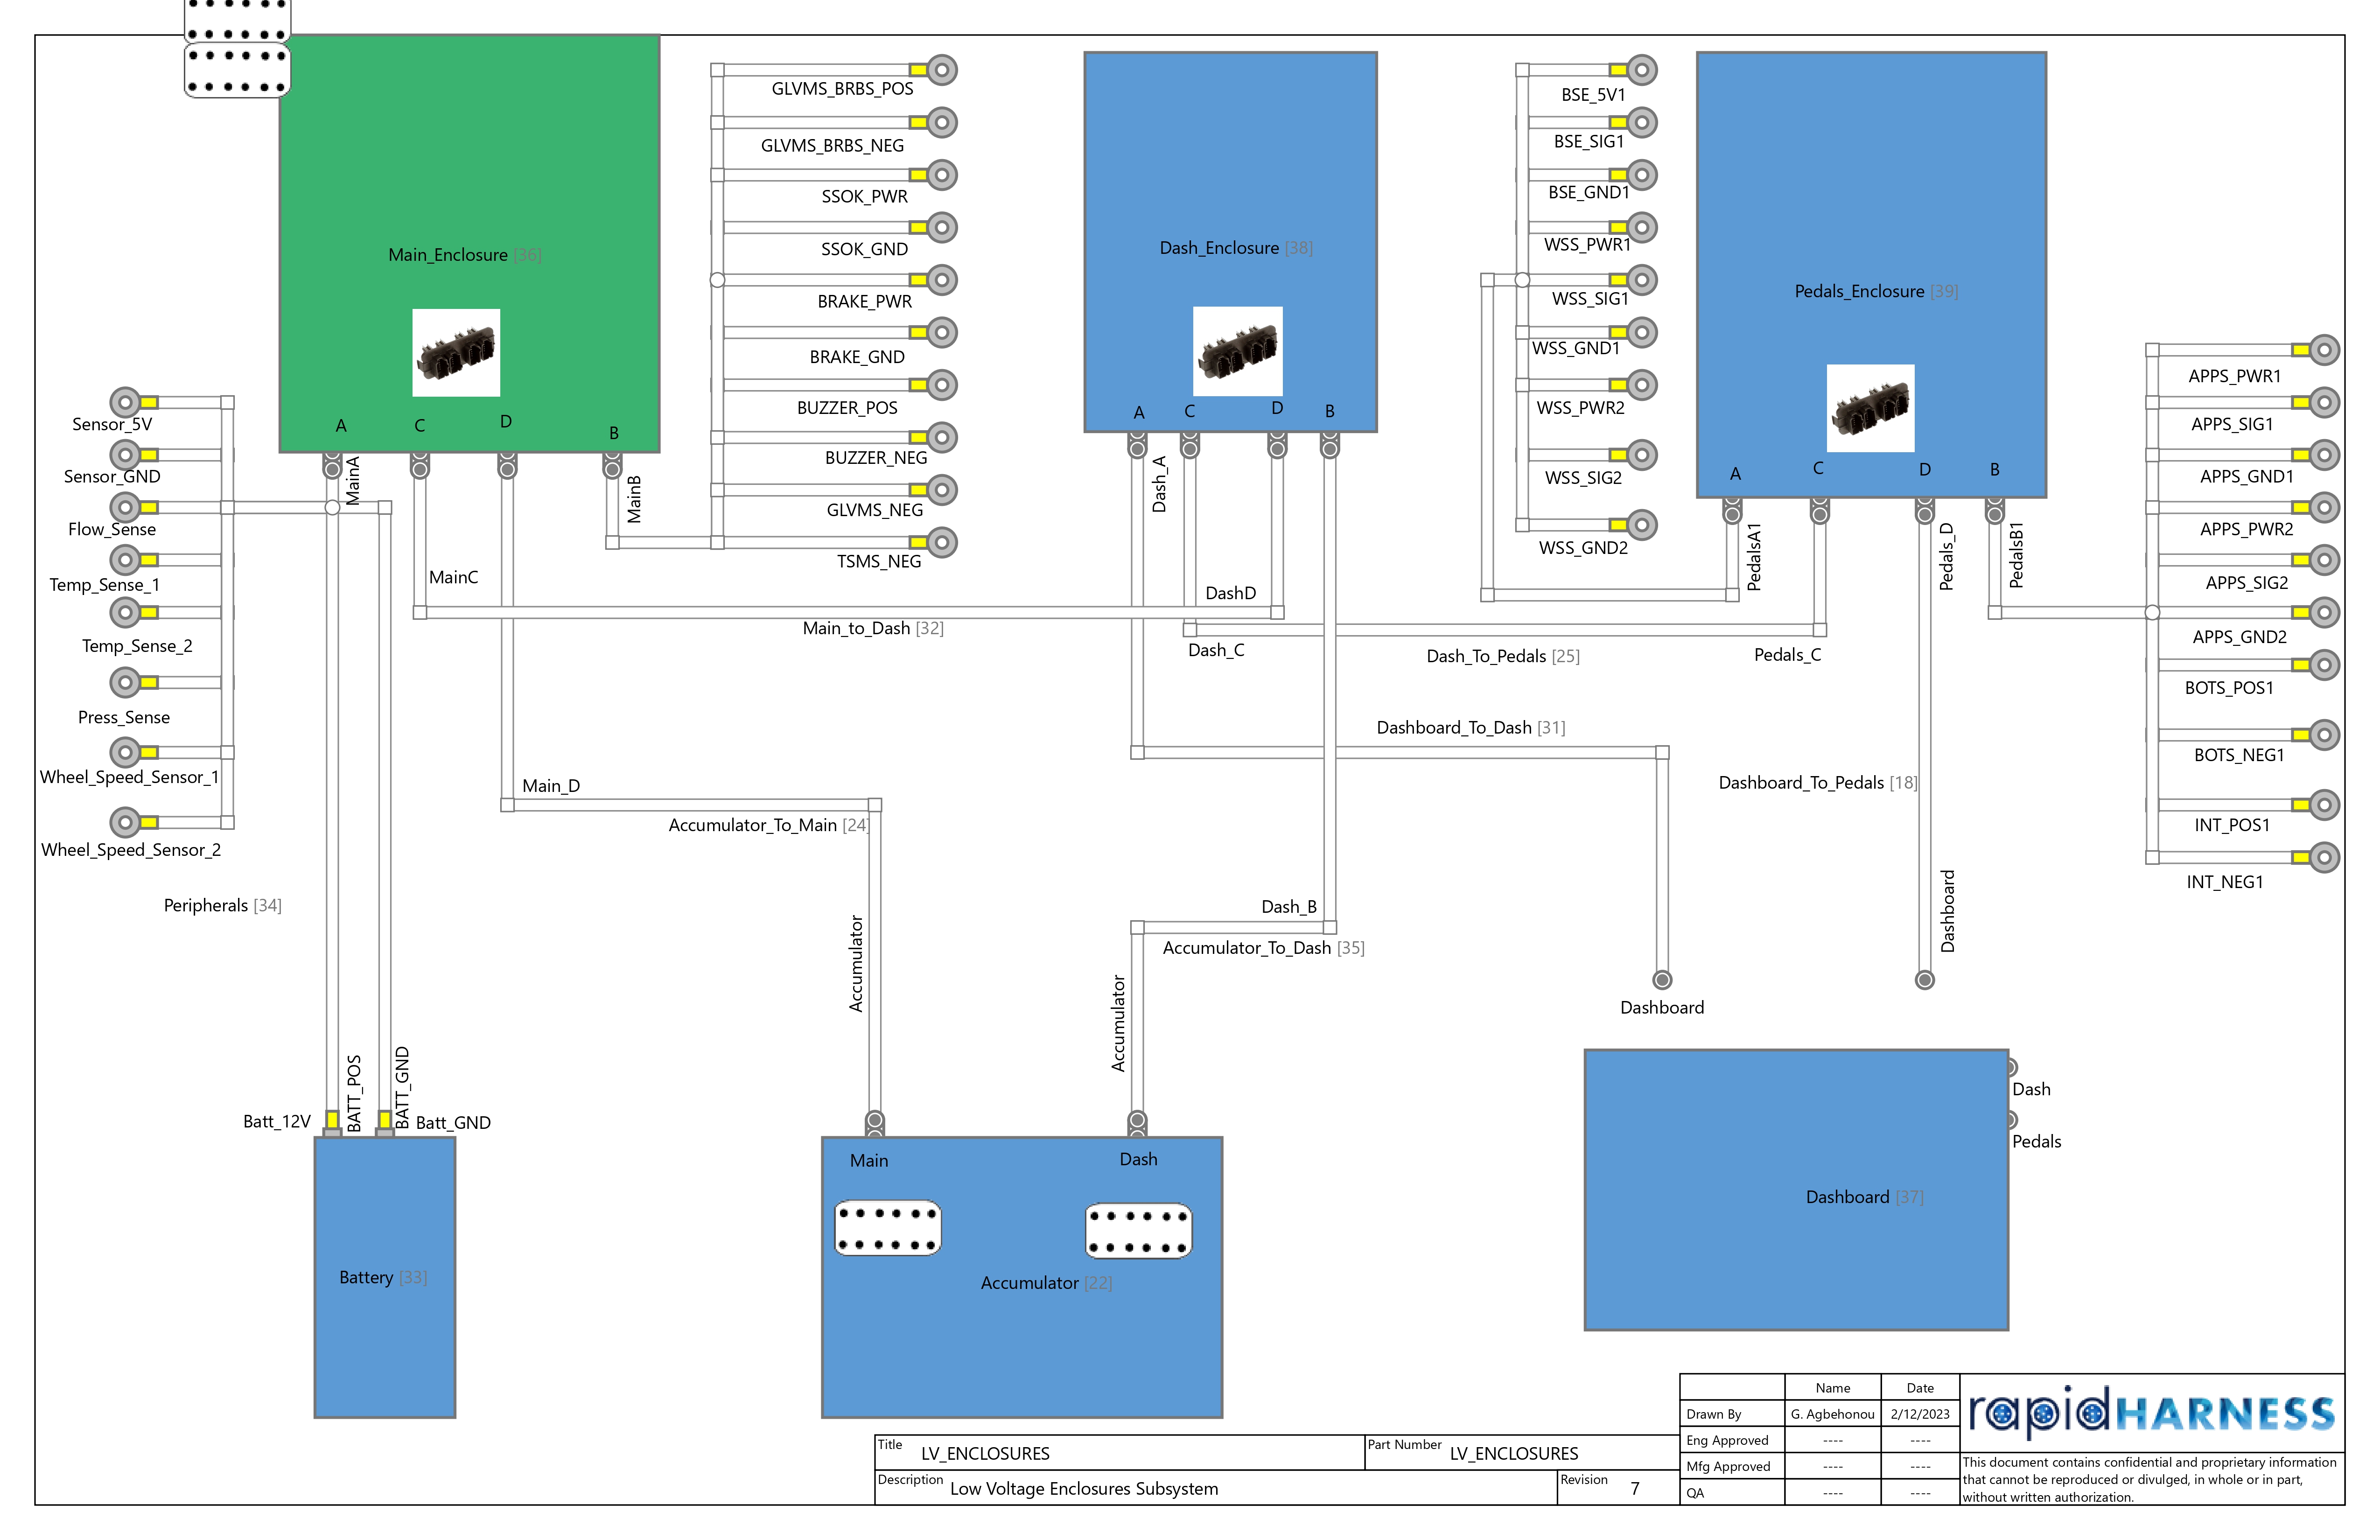 GLVMS_BRBS_POS
GLVMS_BRBS_NEG
SSOK_PWR
SSOK_GND
BRAKE_PWR
BRAKE_GND
BUZZER_POS
BUZZER_NEG
GLVMS_NEG
TSMS_NEG
Main_Enclosure [36]
A
C
D
B
MainA
MainB
MainC
Sensor_5V
Sensor_GND
Flow_Sense
Temp_Sense_1
Temp_Sense_2
Press_Sense
Wheel_Speed_Sensor_1
Wheel_Speed_Sensor_2
Peripherals [34]
Dash_Enclosure [38]
A
C
D
B
Dash_A
DashD
Main_to_Dash [32]
Dash_C
Dash_To_Pedals [25]
Pedals_C
BSE_5V1
BSE_SIG1
BSE_GND1
WSS_PWR1
WSS_SIG1
WSS_GND1
WSS_PWR2
WSS_SIG2
WSS_GND2
Pedals_Enclosure [39]
A
C
D
B
PedalsA1
Pedals_D
PedalsB1
APPS_PWR1
APPS_SIG1
APPS_GND1
APPS_PWR2
APPS_SIG2
APPS_GND2
BOTS_POS1
BOTS_NEG1
INT_POS1
INT_NEG1
Dashboard_To_Dash [31]
Dashboard_To_Pedals [18]
Main_D
Accumulator_To_Main [24]
Accumulator
Dash_B
Accumulator_To_Dash [35]
Accumulator
Dashboard
Dashboard
Batt_12V
BATT_POS
BATT_GND
Batt_GND
Battery [33]
Main
Dash
Accumulator [22]
Dash
Pedals
Dashboard [37]
Title LV_ENCLOSURES
Part Number LV_ENCLOSURES
Description Low Voltage Enclosures Subsystem
Revision 7
Name Date
Drawn By G. Agbehonou 2/12/2023
Eng Approved ---- ----
Mfg Approved ---- ----
QA ---- ----
rapidHARNESS
This document contains confidential and proprietary information
that cannot be reproduced or divulged, in whole or in part,
without written authorization.